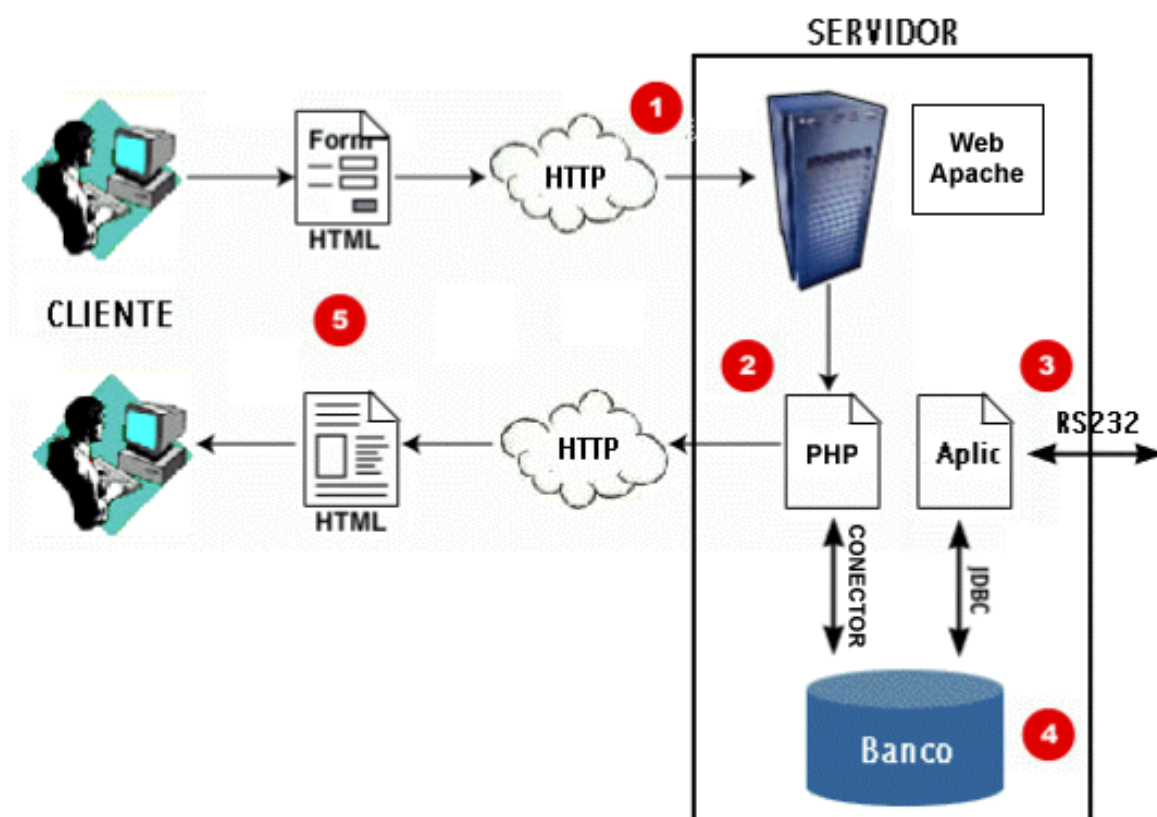 SERVIDOR
1
Form
HTML
HTTP
Web
Apache
CLIENTE
5
2
3
HTML
HTTP
PHP
Aplic
RS232
CONECTOR
JDBC
Banco
4